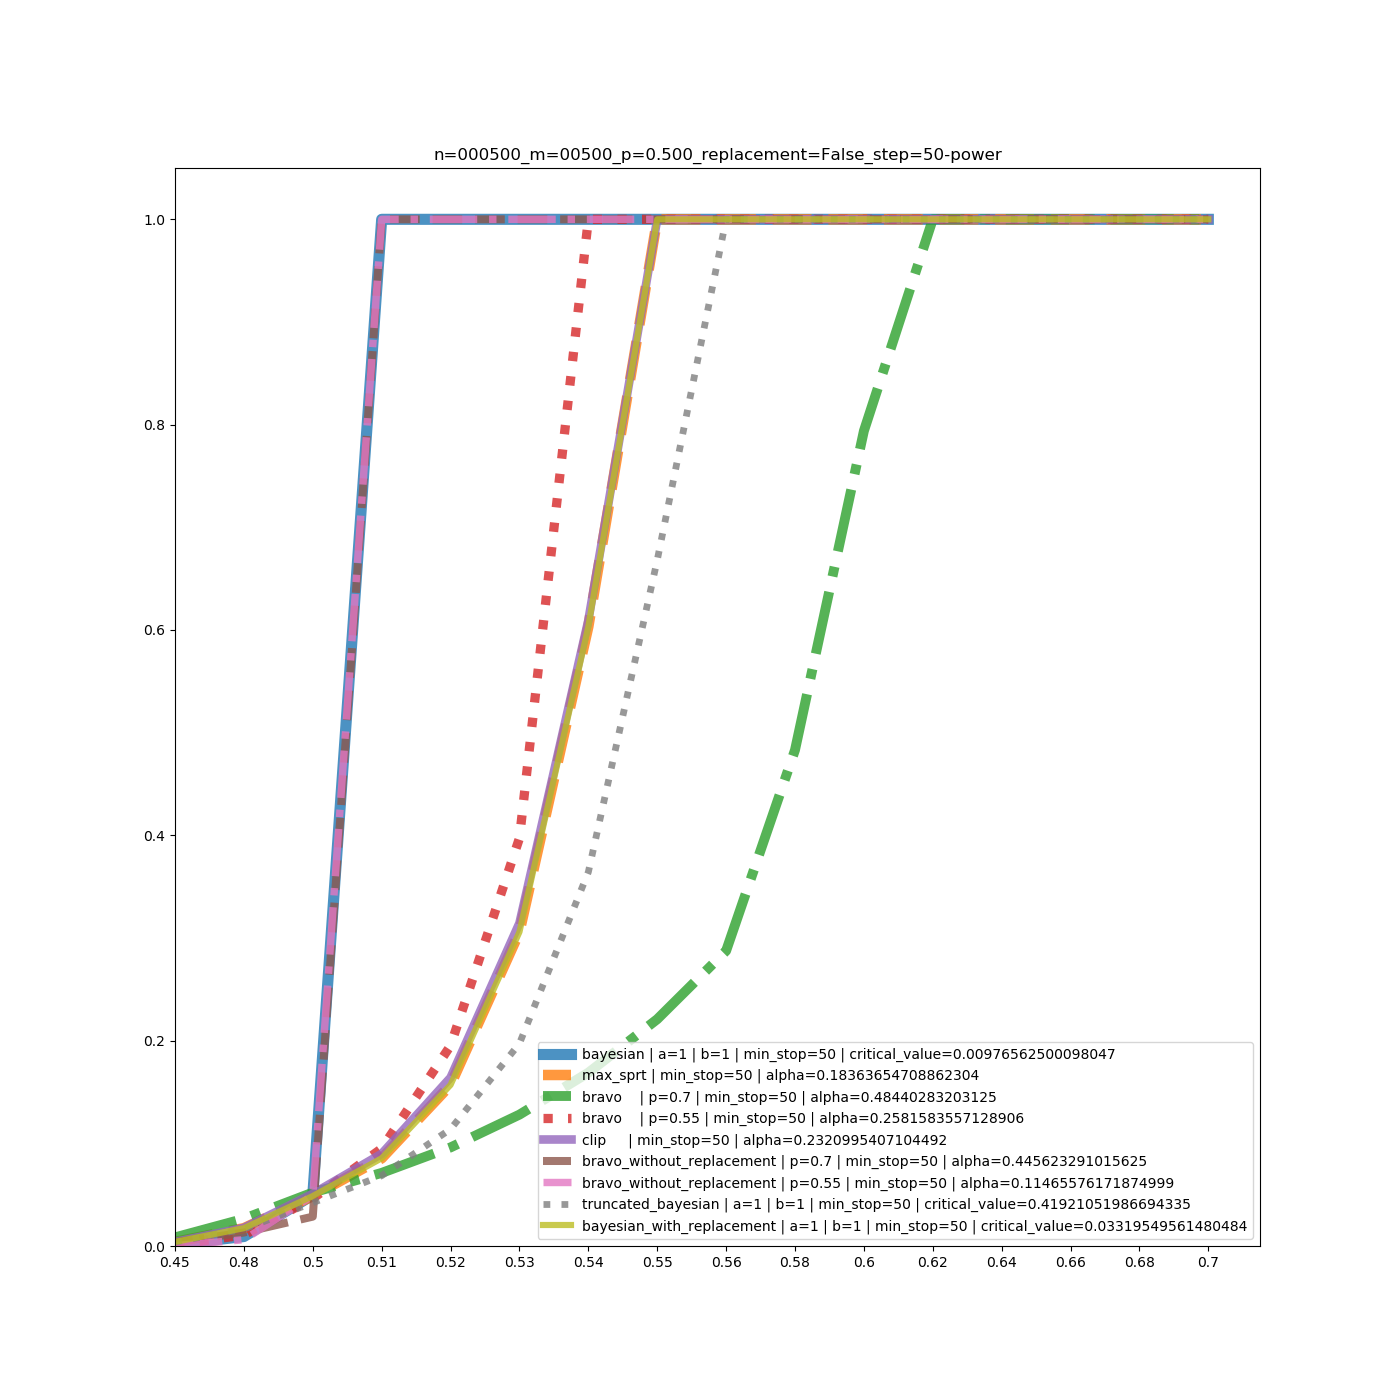 n=000500_m=00500_p=0.500_replacement=False_step=50-power
1.0
0.8
0.6
0.4
0.2
0.0
bayesian | a=1 | b=1 | min_stop=50 | critical_value=0.00976562500098047
max_sprt | min_stop=50 | alpha=0.18363654708862304
bravo    | p=0.7 | min_stop=50 | alpha=0.48440283203125
bravo    | p=0.55 | min_stop=50 | alpha=0.2581583557128906
clip     | min_stop=50 | alpha=0.2320995407104492
bravo_without_replacement | p=0.7 | min_stop=50 | alpha=0.445623291015625
bravo_without_replacement | p=0.55 | min_stop=50 | alpha=0.11465576171874999
truncated_bayesian | a=1 | b=1 | min_stop=50 | critical_value=0.41921051986694335
bayesian_with_replacement | a=1 | b=1 | min_stop=50 | critical_value=0.03319549561480484
0.45 0.48 0.5 0.51 0.52 0.53 0.54 0.55 0.56 0.58 0.6 0.62 0.64 0.66 0.68 0.7